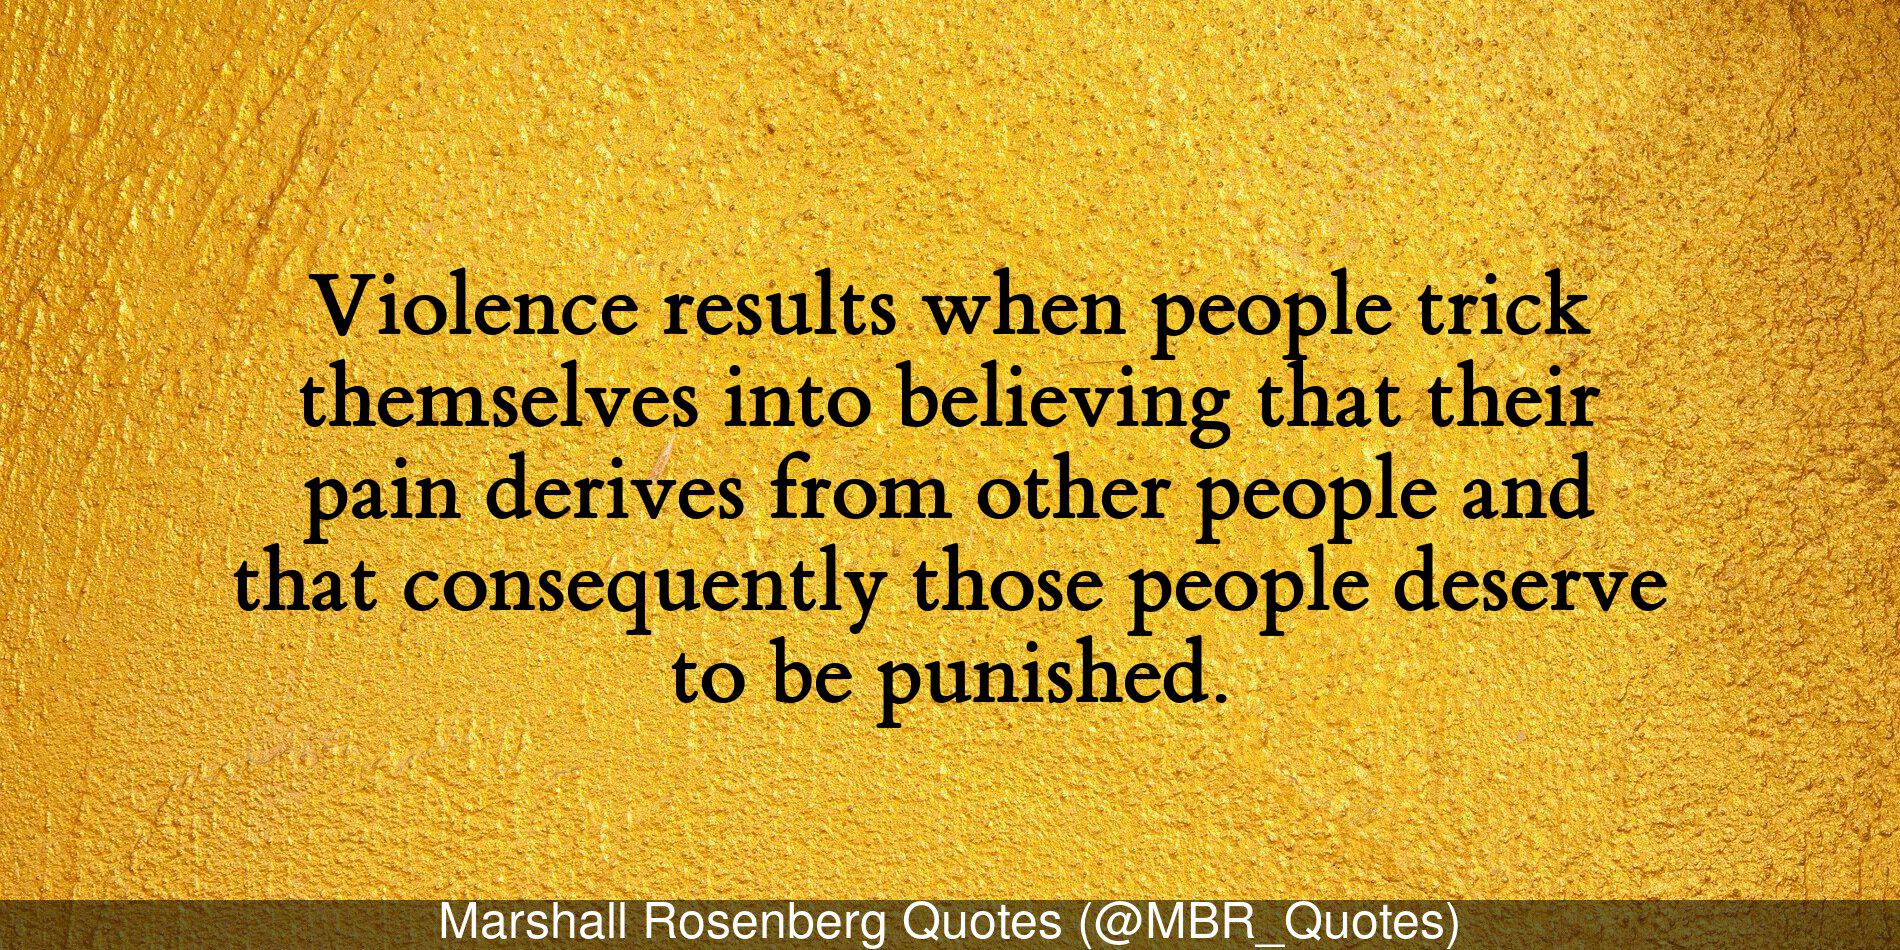 Violence results when people trick
themselves into believing that their
pain derives from other people and
that consequently those people deserve
to be punished.
Marshall Rosenberg Quotes (@MBR_Quotes)